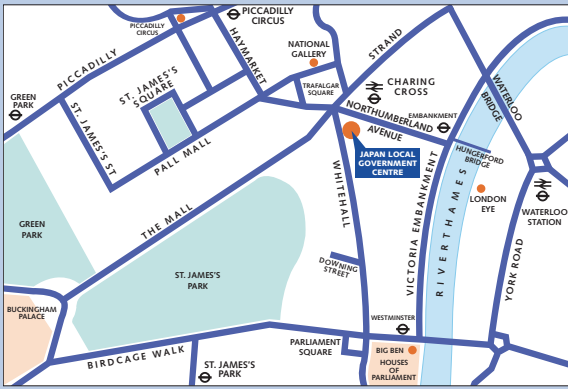 PICCADILLY
CIRCUS
PICCADILLY
CIRCUS
NATIONAL
GALLERY
STRAND
HAYMARKET
PICCADILLY
ST. JAMES'S
SQUARE
TRAFALGAR
SQUARE
CHARING
CROSS
WATERLOO
BRIDGE
GREEN
PARK
ST. JAMES'S ST
NORTHUMBERLAND
AVENUE
EMBANKMENT
PALL MALL
JAPAN LOCAL
GOVERNMENT
CENTRE
HUNGERFORD
BRIDGE
WHITEHALL
LONDON
EYE
WATERLOO
STATION
THE MALL
VICTORIA EMBANKMENT
RIVER THAMES
YORK ROAD
GREEN
PARK
DOWNING
STREET
ST. JAMES'S
PARK
BUCKINGHAM
PALACE
WESTMINSTER
PARLIAMENT
SQUARE
BIG BEN
HOUSES
OF
PARLIAMENT
BIRDCAGE WALK
ST. JAMES'S
PARK